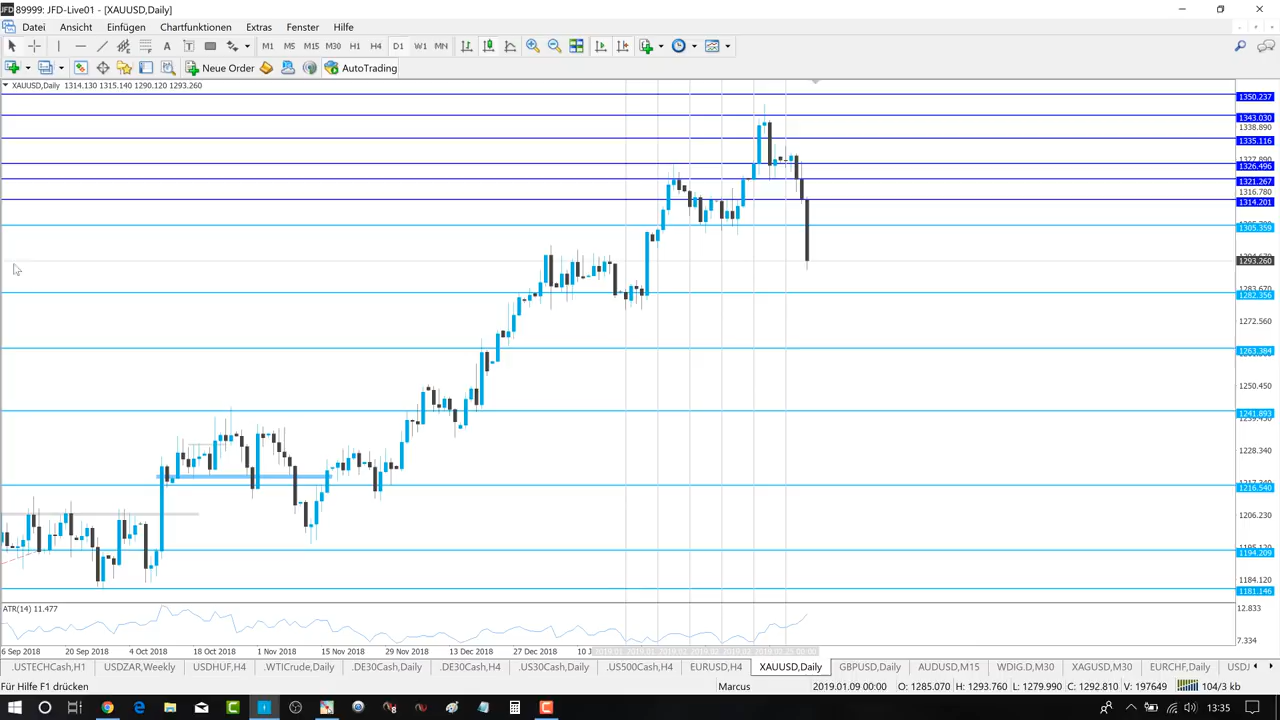 89999: JFD-Live01 - [XAUUSD,Daily]
Datei Ansicht Einfügen Chartfunktionen Extras Fenster Hilfe
M1 M5 M15 M30 H1 H4 D1 W1 MN
Neue Order AutoTrading
XAUUSD,Daily 1314.130 1315.140 1290.120 1293.260
1350.237
1343.030
1338.890
1335.116
1327.890
1326.496
1321.267
1316.780
1314.201
1305.359
1293.260
1283.670
1282.356
1272.560
1263.384
1250.450
1241.893
1228.340
1216.540
1206.230
1194.209
1184.120
1181.146
ATR(14) 11.477
12.833
7.334
6 Sep 2018 20 Sep 2018 4 Oct 2018 18 Oct 2018 1 Nov 2018 15 Nov 2018 29 Nov 2018 13 Dec 2018 27 Dec 2018
.USTECHCash,H1 USDZAR,Weekly USDHUF,H4 .WTICrude,Daily .DE30Cash,Daily .DE30Cash,H4 .US30Cash,Daily .US500Cash,H4 EURUSD,H4 XAUUSD,Daily GBPUSD,Daily AUDUSD,M15 WDIG.D,M30 XAGUSD,M30 EURCHF,Daily USDJ
Für Hilfe F1 drücken Marcus 2019.01.09 00:00 O: 1285.070 H: 1293.760 L: 1279.990 C: 1292.810 V: 197649 104/3 kb
13:35